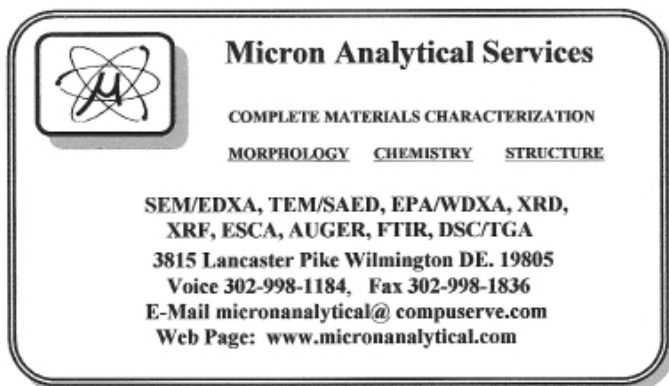 μ
Micron Analytical Services
COMPLETE MATERIALS CHARACTERIZATION
MORPHOLOGY CHEMISTRY STRUCTURE
SEM/EDXA, TEM/SAED, EPA/WDXA, XRD,
XRF, ESCA, AUGER, FTIR, DSC/TGA
3815 Lancaster Pike Wilmington DE. 19805
Voice 302-998-1184, Fax 302-998-1836
E-Mail micronanalytical@ compuserve.com
Web Page: www.micronanalytical.com